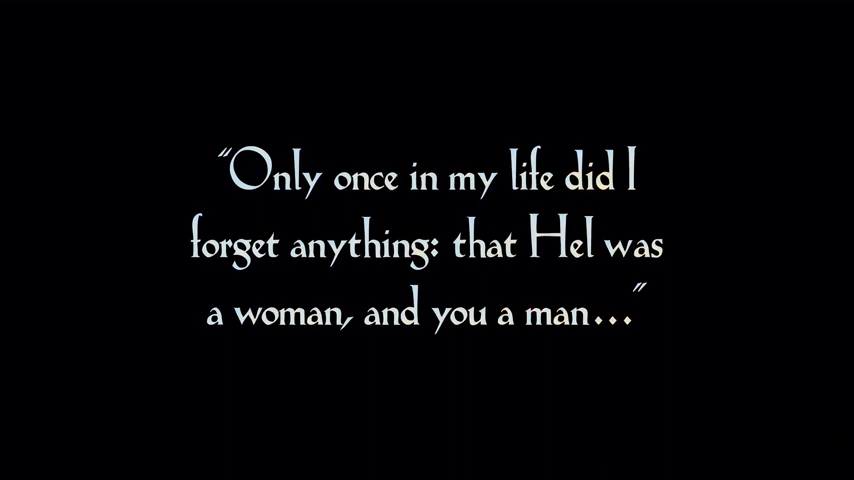 "Only once in my life did I
forget anything: that Hel was
a woman, and you a man..."